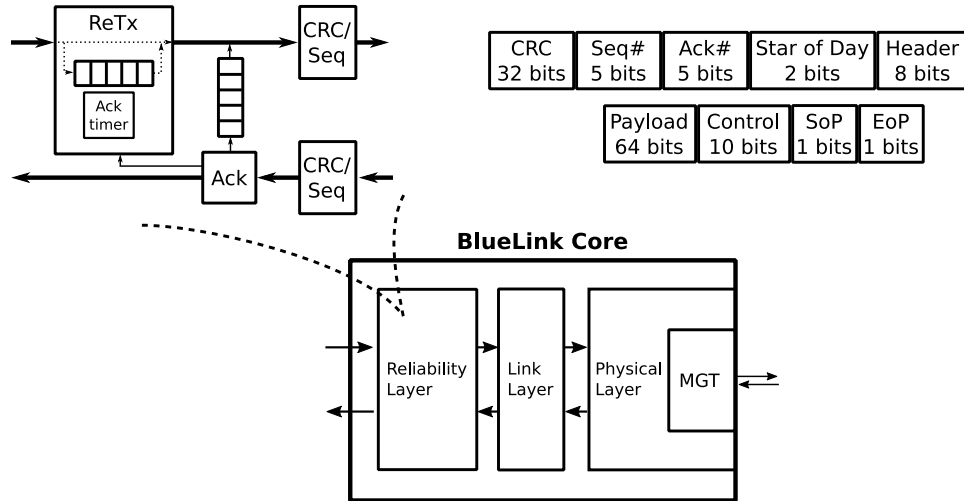 ReTx
Ack
timer
CRC/
Seq
Ack
CRC/
Seq
CRC
32 bits
Seq#
5 bits
Ack#
5 bits
Star of Day
2 bits
Header
8 bits
Payload
64 bits
Control
10 bits
SoP
1 bits
EoP
1 bits
BlueLink Core
Reliability
Layer
Link
Layer
Physical
Layer
MGT